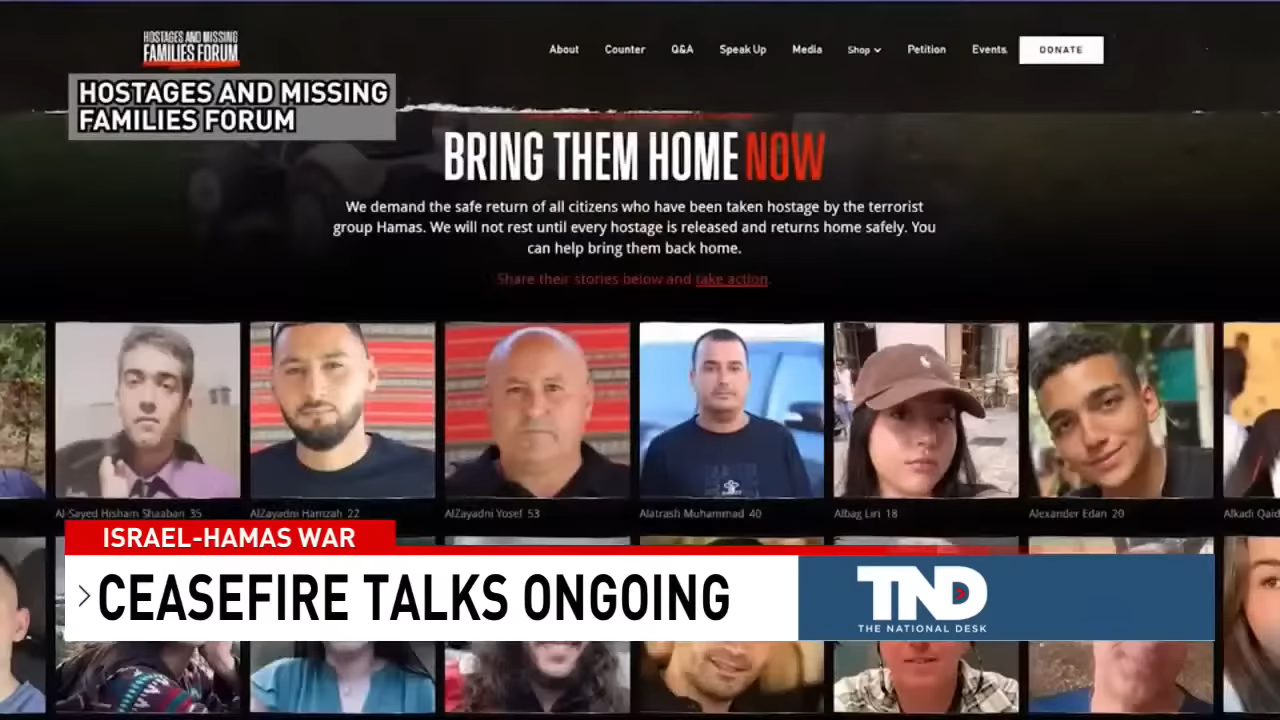 HOSTAGES AND MISSING
FAMILIES FORUM
About Counter Q&A Speak Up Media Shop Petition Events DONATE
HOSTAGES AND MISSING
FAMILIES FORUM
BRING THEM HOME NOW
We demand the safe return of all citizens who have been taken hostage by the terrorist
group Hamas. We will not rest until every hostage is released and returns home safely. You
can help bring them back home.
Share their stories below and take action.
Al-Sayed Hisham Shaaban 35
AlZayadni Hamzah 22
AlZayadni Yosef 53
Alatrash Muhammad 40
Albag Liri 18
Alexander Edan 20
Alkadi Qaid
ISRAEL-HAMAS WAR
CEASEFIRE TALKS ONGOING
TND
THE NATIONAL DESK